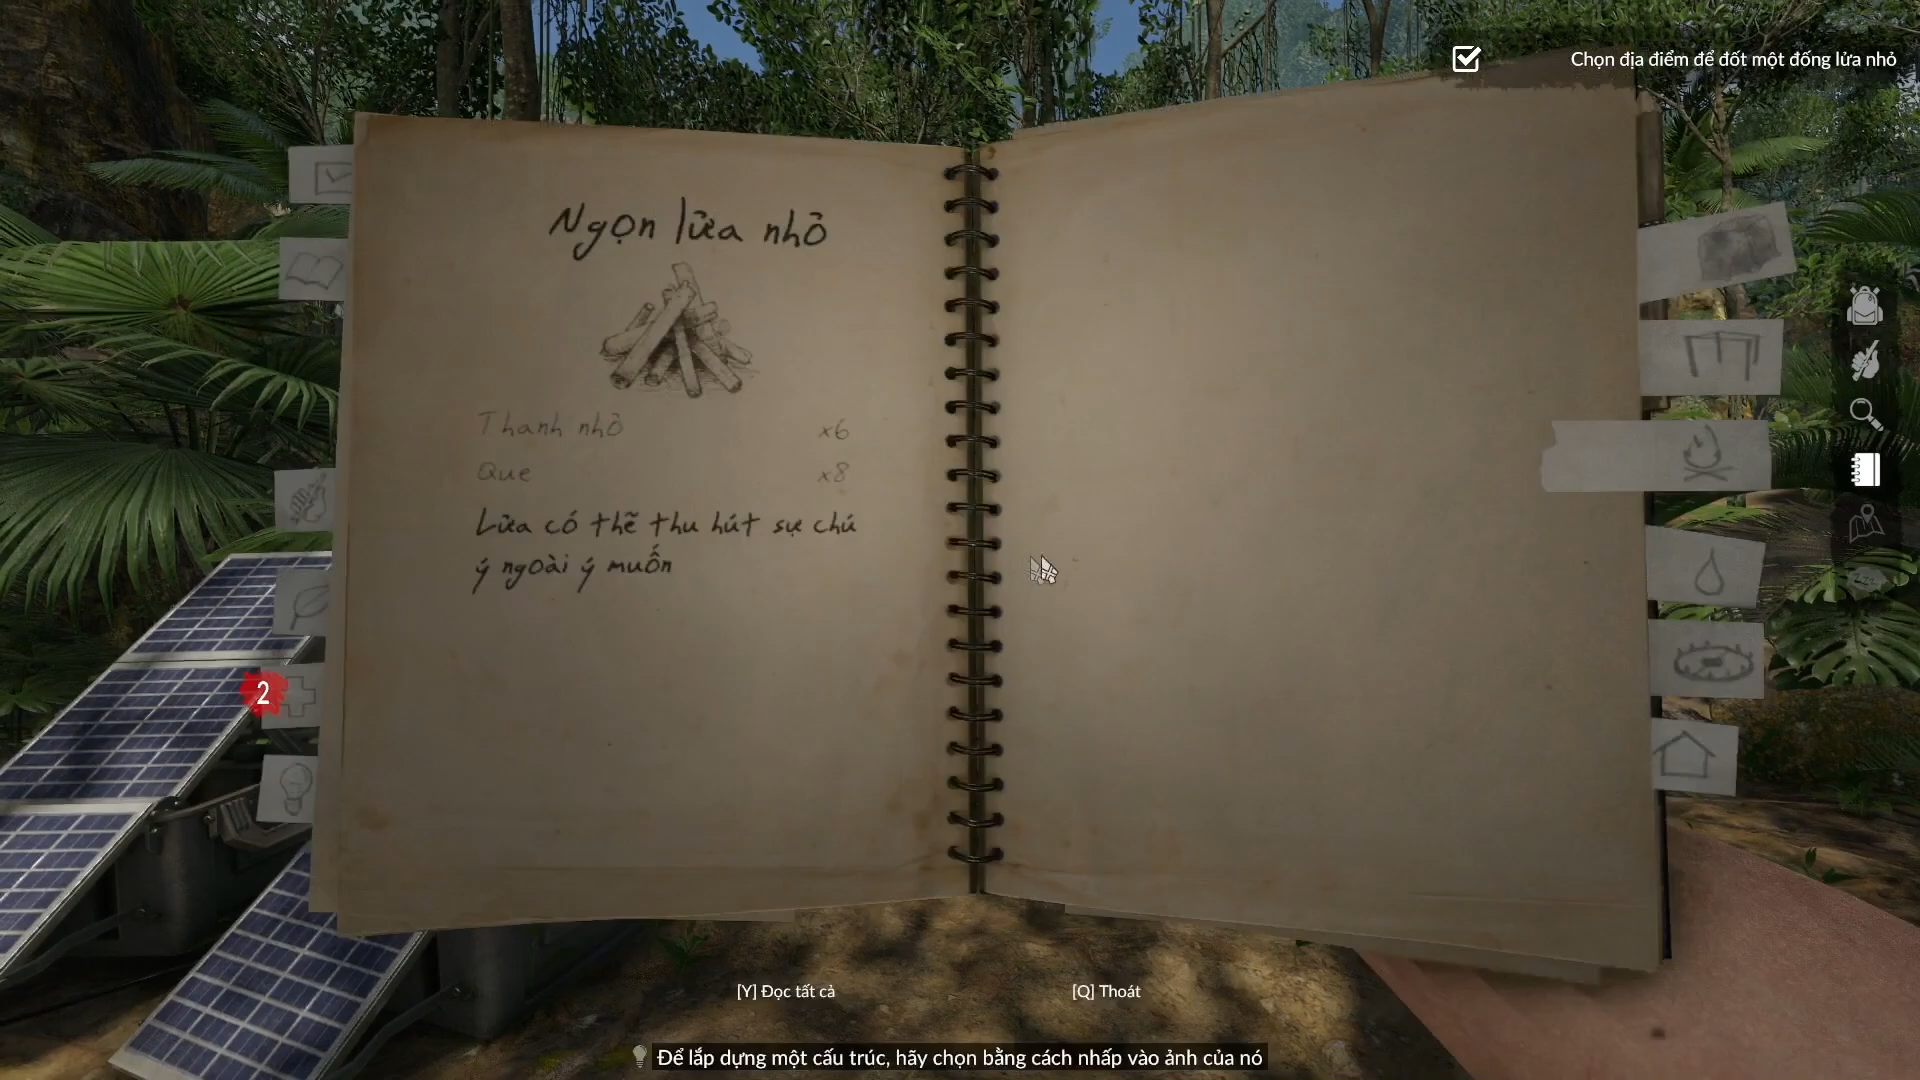 Chọn địa điểm để đốt một đống lửa nhỏ
Ngọn lửa nhỏ
Thanh nhỏ x6
Que x8
Lửa có thể thu hút sự chú
ý ngoài ý muốn
2
[Y] Đọc tất cả
[Q] Thoát
Để lắp dựng một cấu trúc, hãy chọn bằng cách nhấp vào ảnh của nó